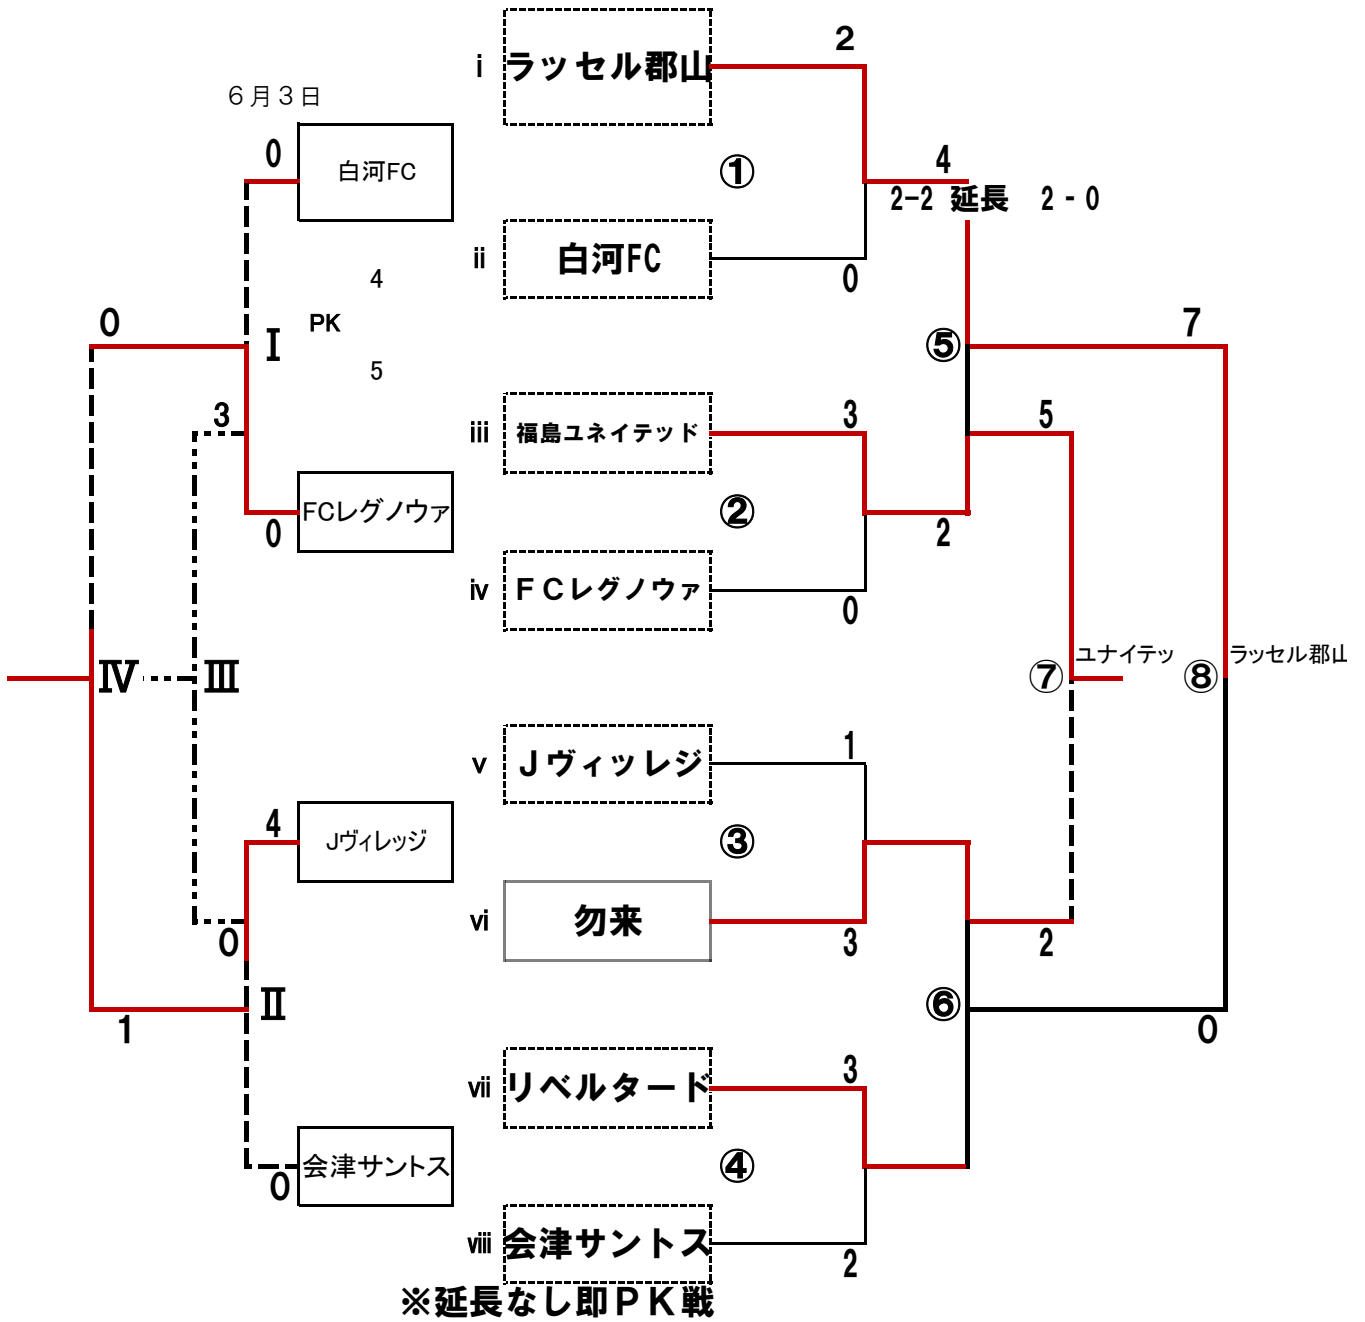 i ラッセル郡山 2
6月3日
0 白河FC
① 4
2-2 延長 2-0
ii 白河FC 0
4
PK
5
0 I ⑤ 7
3 iii 福島ユネイテッド 3 5
0 FCレグノウァ ② 2
iv FCレグノウァ 0
IV III ⑦ ユナイテッ ⑧ ラッセル郡山
v Jヴィッレジ 1
4 Jヴィレッジ ③
0 vi 勿来 3 2
1 II ⑥ 0
vii リベルタード 3
0 会津サントス ④
viii 会津サントス 2
※延長なし即PK戦